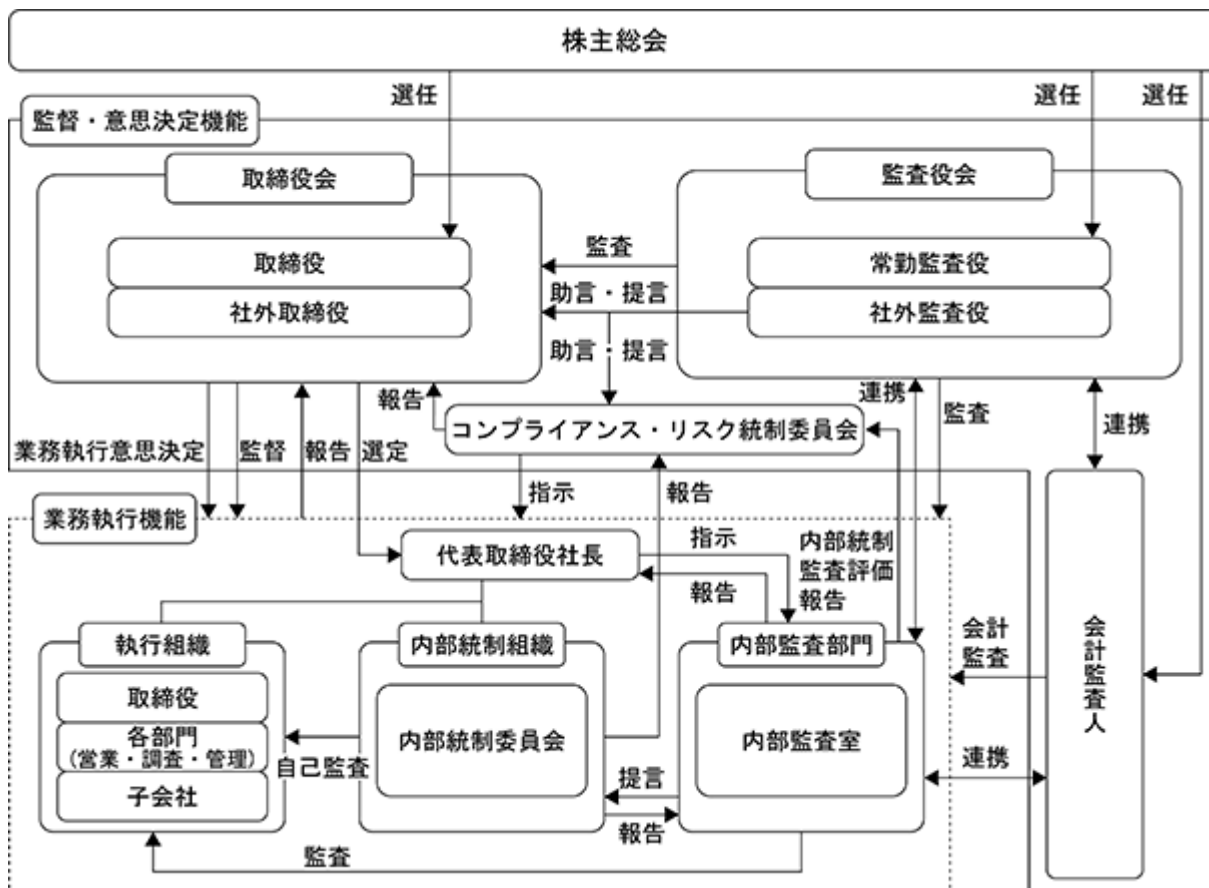 株主総会
選任
選任
選任
監督・意思決定機能
取締役会
監査役会
取締役
社外取締役
監査
常勤監査役
社外監査役
助言・提言
助言・提言
報告
コンプライアンス・リスク統制委員会
連携
監査
連携
業務執行意思決定
監督
報告
選定
指示
報告
業務執行機能
代表取締役社長
指示
報告
内部統制
監査評価
報告
執行組織
内部統制組織
内部監査部門
会計
監査
会計監査人
取締役
各部門
(営業・調査・管理)
子会社
自己監査
内部統制委員会
内部監査室
提言
報告
連携
監査